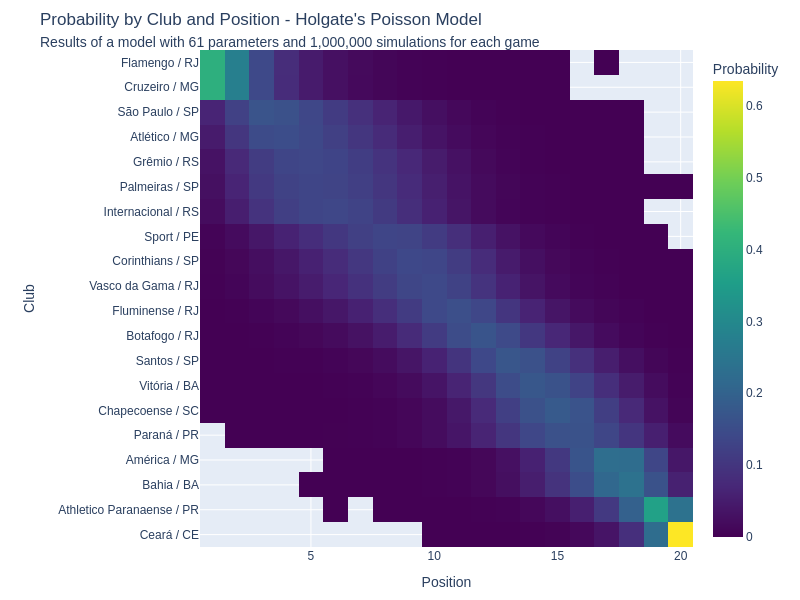 Probability by Club and Position - Holgate's Poisson Model
Results of a model with 61 parameters and 1,000,000 simulations for each game
Probability
Flamengo / RJ
Cruzeiro / MG
São Paulo / SP
Atlético / MG
Grêmio / RS
Palmeiras / SP
Internacional / RS
Sport / PE
Corinthians / SP
Vasco da Gama / RJ
Fluminense / RJ
Botafogo / RJ
Santos / SP
Vitória / BA
Chapecoense / SC
Paraná / PR
América / MG
Bahia / BA
Athletico Paranaense / PR
Ceará / CE
Club
5
10
15
20
Position
0.6
0.5
0.4
0.3
0.2
0.1
0